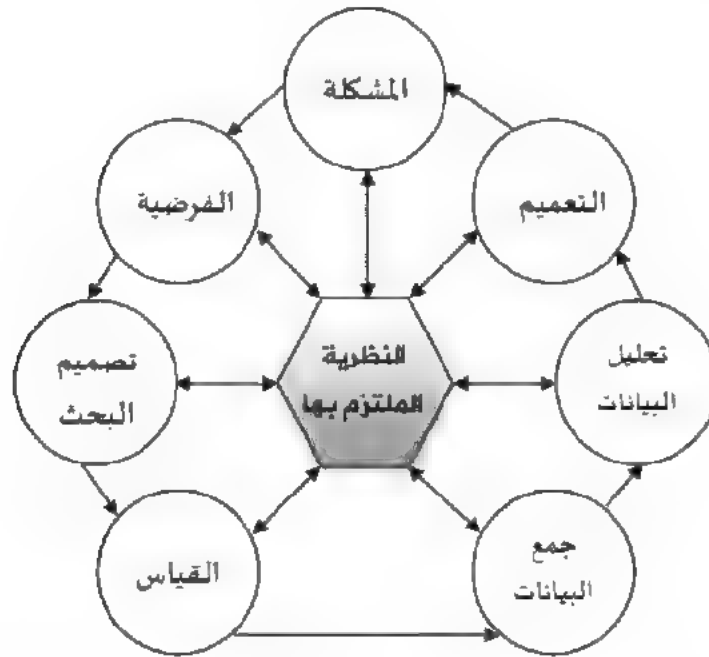 المشكلة
الفرضية
التعميم
النظرية
الملتزم بها
تصميم
البحث
تحليل
البيانات
القياس
جمع
البيانات